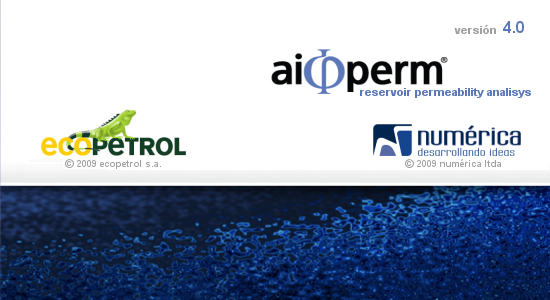 versión 4.0
aiΦperm®
reservoir permeability analisys
ecopetrol
© 2009 ecopetrol s.a.
numérica
desarrollando ideas
© 2009 numérica ltda